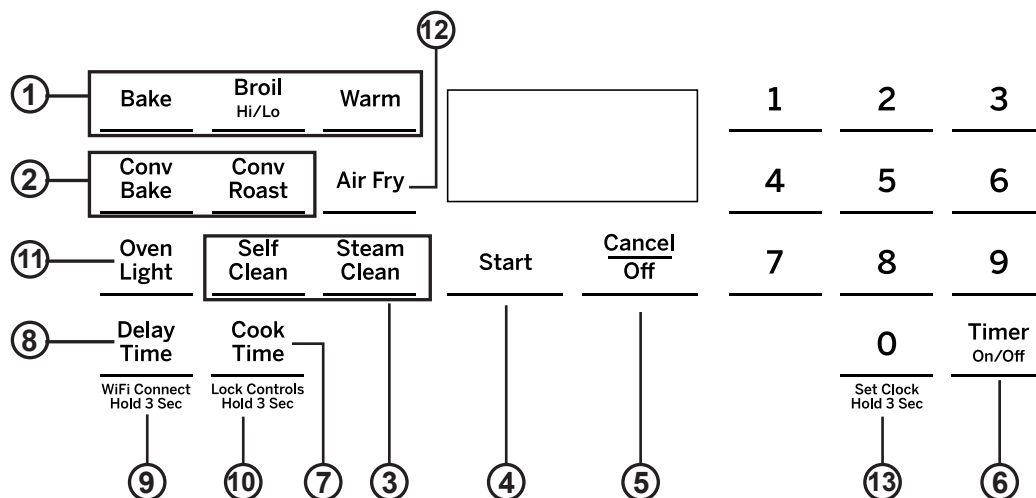 12
1
Bake
Broil
Hi/Lo
Warm
1
2
3
2
Conv
Bake
Conv
Roast
Air Fry
4
5
6
11
Oven
Light
Self
Clean
Steam
Clean
Start
Cancel
Off
7
8
9
8
Delay
Time
Cook
Time
0
Timer
On/Off
WiFi Connect
Hold 3 Sec
Lock Controls
Hold 3 Sec
Set Clock
Hold 3 Sec
9
10
7
3
4
5
13
6